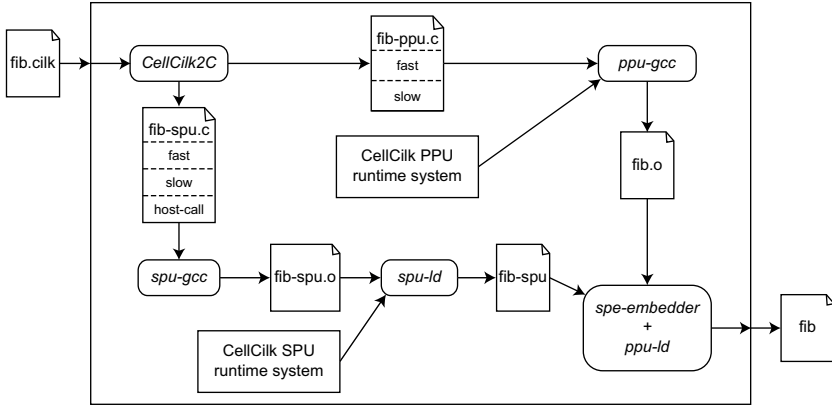 fib.cilk
CellCilk2C
fib-ppu.c
fast
slow
ppu-gcc
fib-spu.c
fast
slow
host-call
CellCilk PPU
runtime system
fib.o
spu-gcc
fib-spu.o
spu-ld
fib-spu
spe-embedder
+
ppu-ld
fib
CellCilk SPU
runtime system